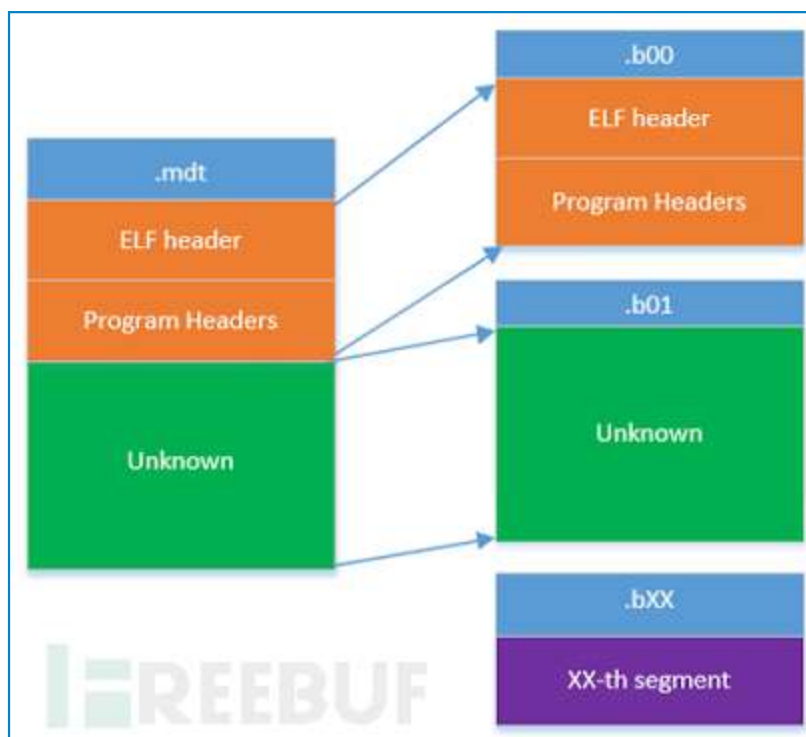 .mdt
ELF header
Program Headers
Unknown
.b00
ELF header
Program Headers
.b01
Unknown
.bXX
XX-th segment
FREEBUF